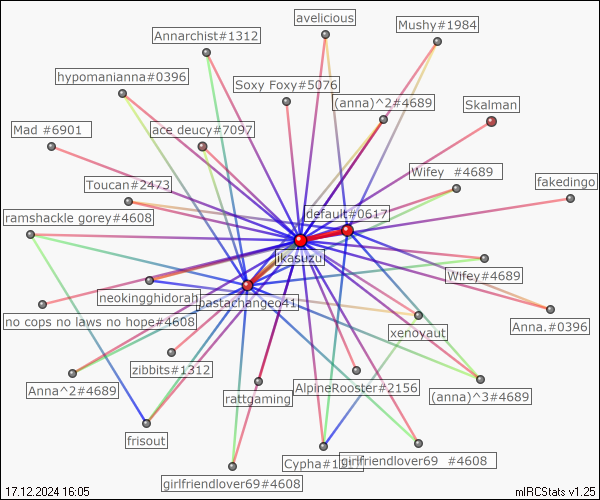 avelicious
Mushy#1984
Annarchist#1312
hypomanianna#0396
Soxy Foxy#5076
(anna)^2#4689
Skalman
Mad #6901
ace deucy#7097
Wifey #4689
fakedingo
Toucan#2473
default#0617
ramshackle gorey#4608
ikasuzu
Wifey#4689
neokingghidorah
pastachange41
no cops no laws no hope#4608
Anna.#0396
xenoyaut
zibbits#1312
AlpineRooster#2156
Anna^2#4689
rattgaming
(anna)^3#4689
frisout
girlfriendlover69 #4608
girlfriendlover69#4608
17.12.2024 16:05
mIRCStats v1.25